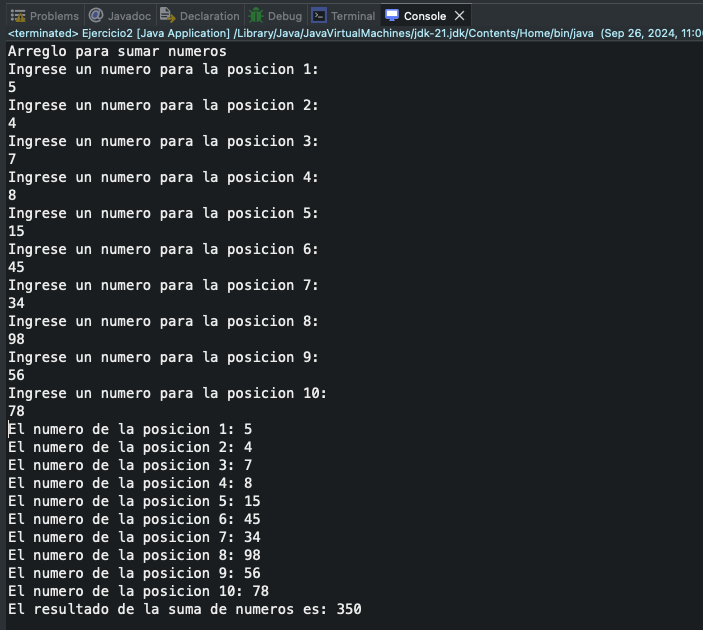 Problems Javadoc Declaration Debug Terminal Console
<terminated> Ejercicio2 [Java Application] /Library/Java/JavaVirtualMachines/jdk-21.jdk/Contents/Home/bin/java (Sep 26, 2024, 11:0
Arreglo para sumar numeros
Ingrese un numero para la posicion 1:
5
Ingrese un numero para la posicion 2:
4
Ingrese un numero para la posicion 3:
7
Ingrese un numero para la posicion 4:
8
Ingrese un numero para la posicion 5:
15
Ingrese un numero para la posicion 6:
45
Ingrese un numero para la posicion 7:
34
Ingrese un numero para la posicion 8:
98
Ingrese un numero para la posicion 9:
56
Ingrese un numero para la posicion 10:
78
El numero de la posicion 1: 5
El numero de la posicion 2: 4
El numero de la posicion 3: 7
El numero de la posicion 4: 8
El numero de la posicion 5: 15
El numero de la posicion 6: 45
El numero de la posicion 7: 34
El numero de la posicion 8: 98
El numero de la posicion 9: 56
El numero de la posicion 10: 78
El resultado de la suma de numeros es: 350